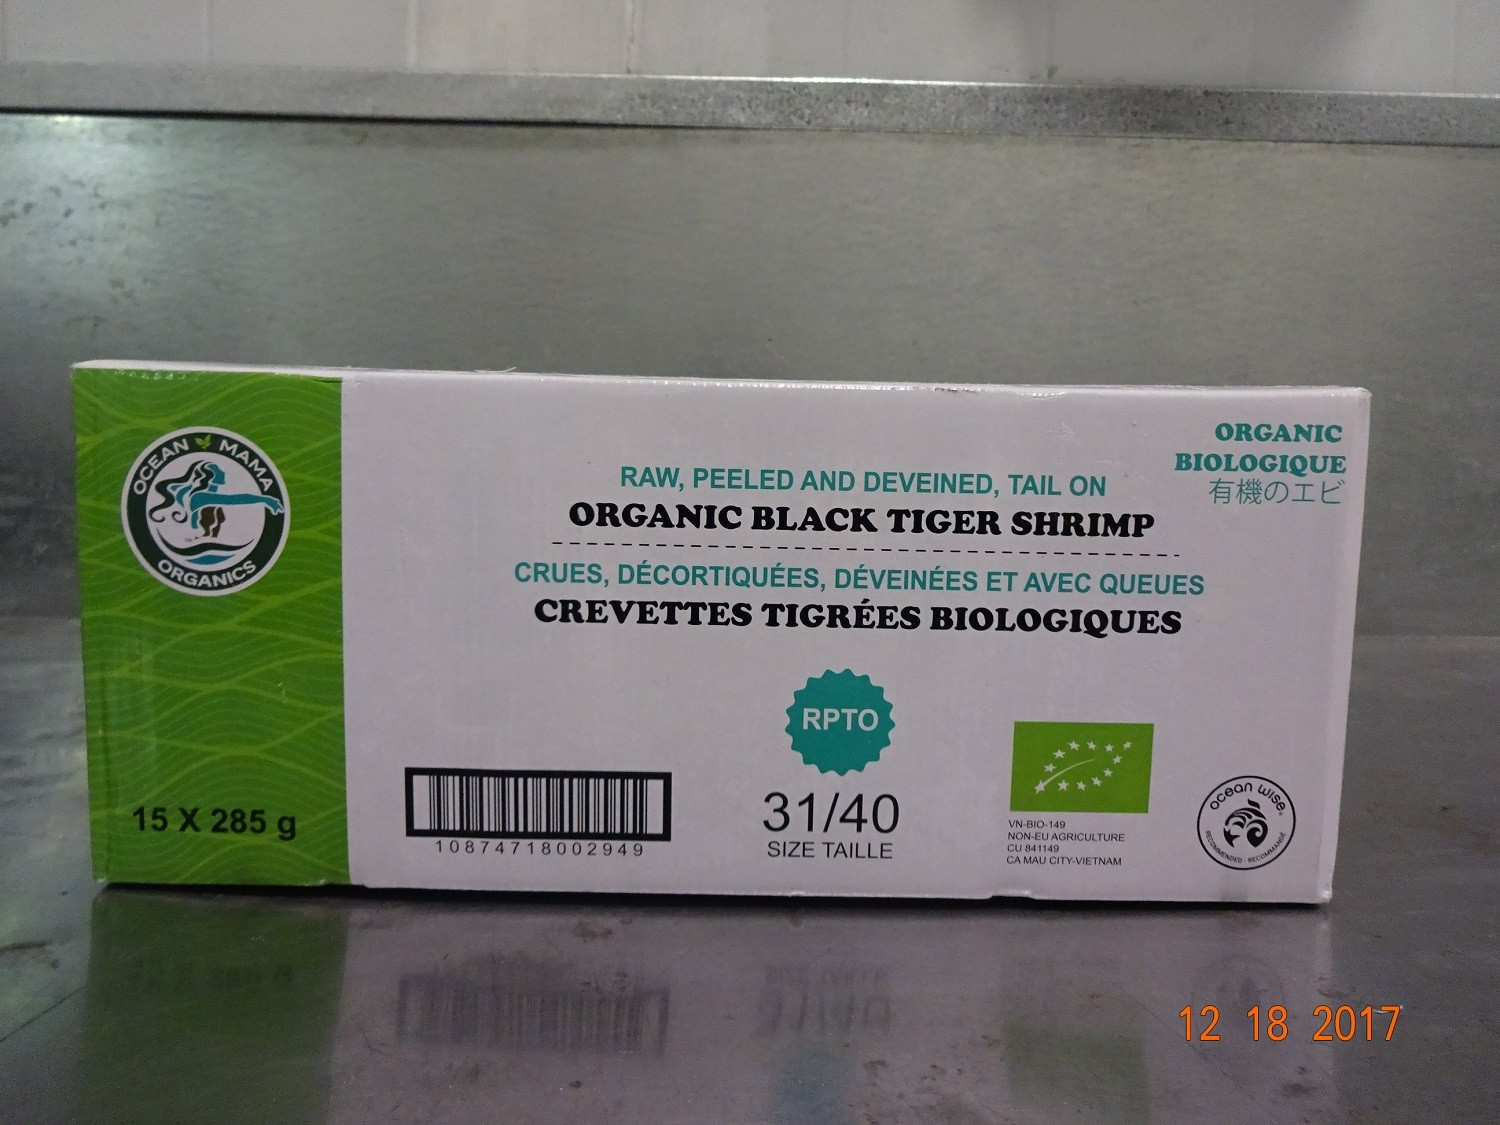 OCEAN MAMA
ORGANICS
15 X 285 g
ORGANIC
BIOLOGIQUE
有機のエビ
RAW, PEELED AND DEVEINED, TAIL ON
ORGANIC BLACK TIGER SHRIMP
CRUES, DÉCORTIQUÉES, DÉVEINÉES ET AVEC QUEUES
CREVETTES TIGRÉES BIOLOGIQUES
RPTO
31/40
SIZE TAILLE
10874718002949
VN-BIO-149
NON-EU AGRICULTURE
CU 841149
CA MAU CITY-VIETNAM
ocean wise®
RECOMMENDED · RECOMMANDÉ
12 18 2017